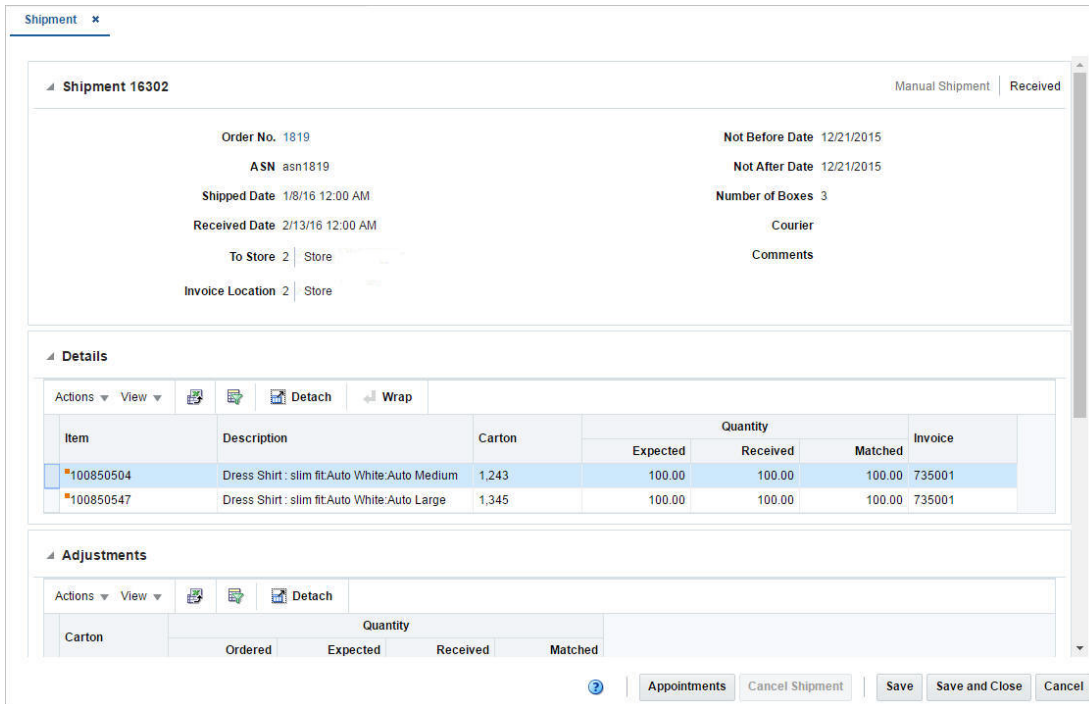 Shipment ×
Shipment 16302 Manual Shipment Received
Order No. 1819 Not Before Date 12/21/2015
ASN asn1819 Not After Date 12/21/2015
Shipped Date 1/8/16 12:00 AM Number of Boxes 3
Received Date 2/13/16 12:00 AM Courier
To Store 2 Store Comments
Invoice Location 2 Store
Details
Actions View Detach Wrap
Item Description Carton Quantity Invoice
Expected Received Matched
100850504 Dress Shirt : slim fit:Auto White:Auto Medium 1,243 100.00 100.00 100.00 735001
100850547 Dress Shirt : slim fit:Auto White:Auto Large 1,345 100.00 100.00 100.00 735001
Adjustments
Actions View Detach
Carton Quantity
Ordered Expected Received Matched
? Appointments Cancel Shipment Save Save and Close Cancel